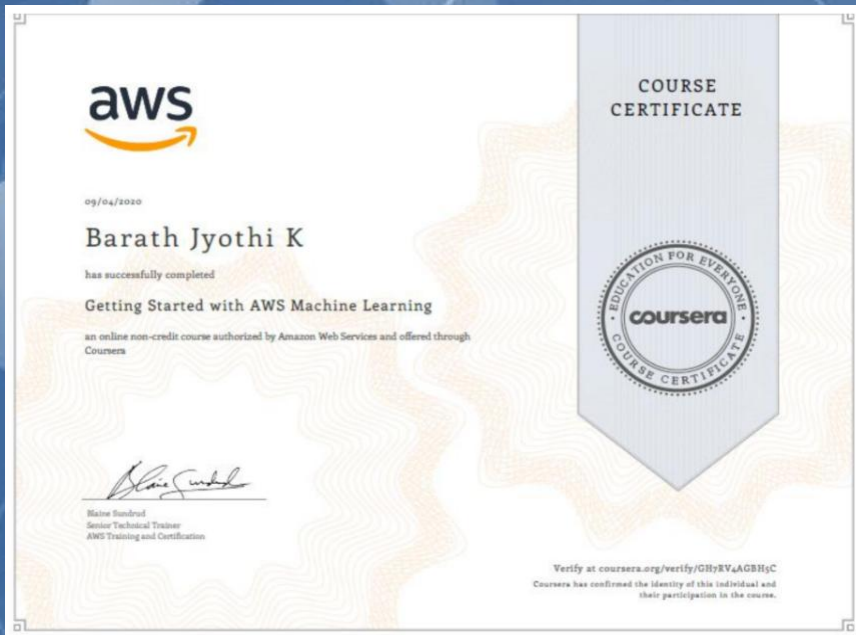 aws
09/04/2020
Barath Jyothi K
has successfully completed
Getting Started with AWS Machine Learning
an online non-credit course authorized by Amazon Web Services and offered through
Coursera
Blaine Sundrud
Senior Technical Trainer
AWS Training and Certification
COURSE
CERTIFICATE
EDUCATION FOR EVERYONE
coursera
COURSE CERTIFICATE
Verify at coursera.org/verify/GH7RV4AGBH5C
Coursera has confirmed the identity of this individual and
their participation in the course.